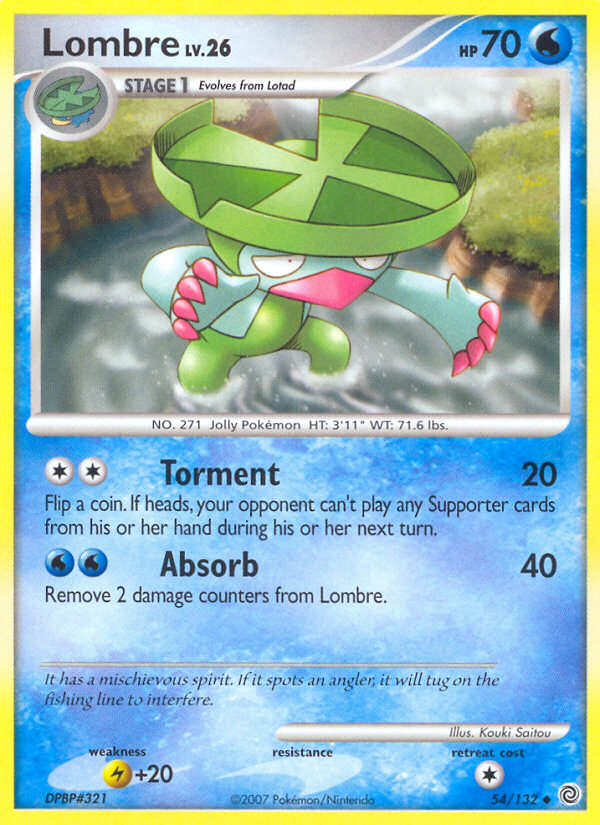 Lombre LV.26 HP 70
STAGE 1 Evolves from Lotad
NO. 271 Jolly Pokémon HT: 3'11" WT: 71.6 lbs.
Torment 20
Flip a coin. If heads, your opponent can't play any Supporter cards
from his or her hand during his or her next turn.
Absorb 40
Remove 2 damage counters from Lombre.
It has a mischievous spirit. If it spots an angler, it will tug on the
fishing line to interfere.
Illus. Kouki Saitou
weakness resistance retreat cost
+20
DPBP#321 ©2007 Pokémon/Nintendo 54/132